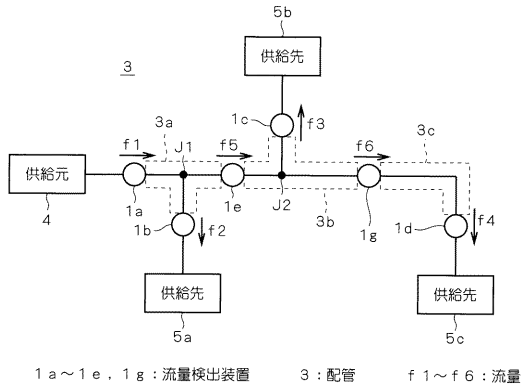 5b
供給先
3
1c
f3
3a
3c
f1
J1
f5
f6
供給元
4
1a
1e
J2
3b
1g
1b
f2
1d
f4
供給先
5a
供給先
5c
1a～1e,1g:流量検出装置 3:配管 f1～f6:流量